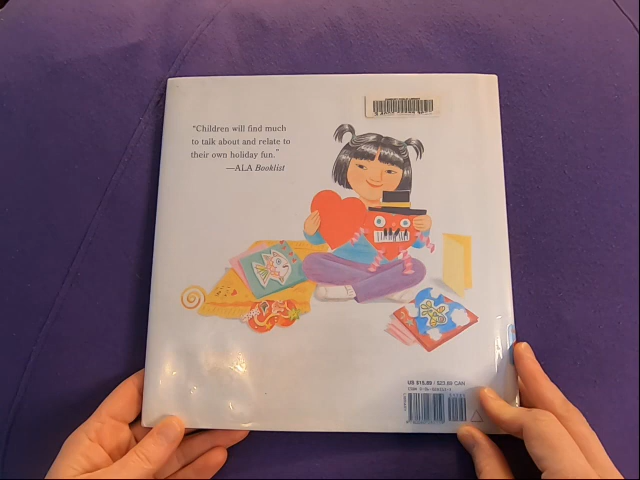 "Children will find much
to talk about and relate to
their own holiday fun."
—ALA Booklist
US $15.89 / $23.89 CAN